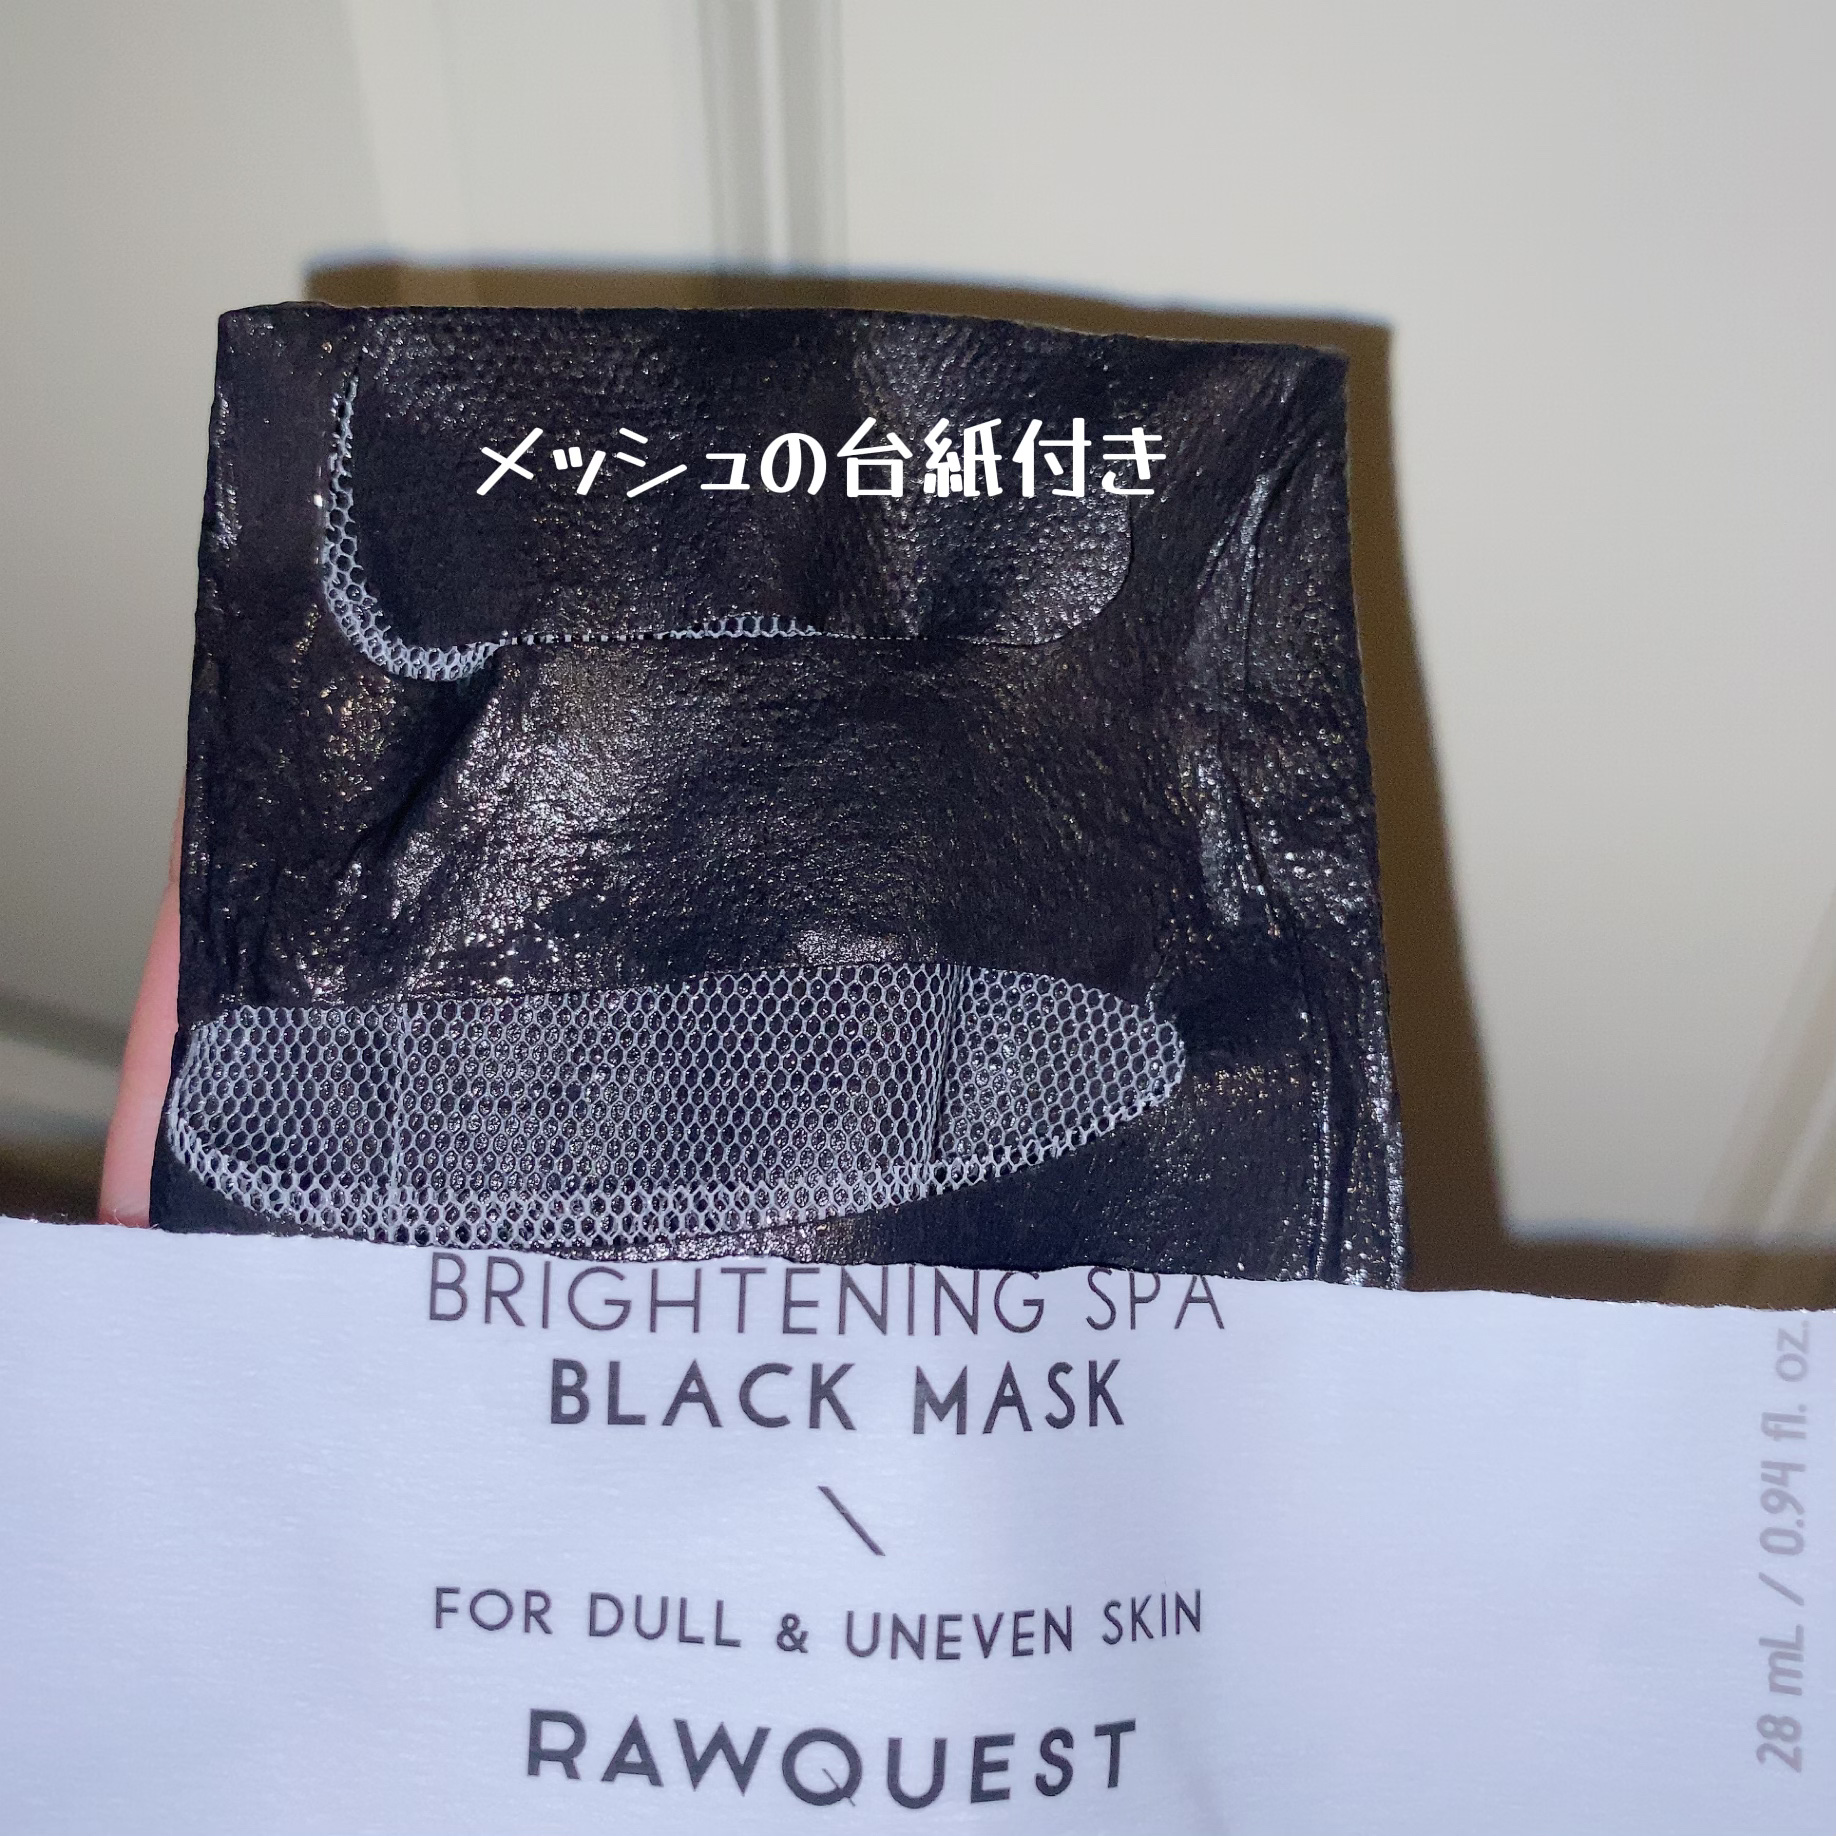 メッシュの台紙付き
BRIGHTENING SPA
BLACK MASK
\
FOR DULL & UNEVEN SKIN
RAWQUEST
28 mL / 0.94 fl. oz.